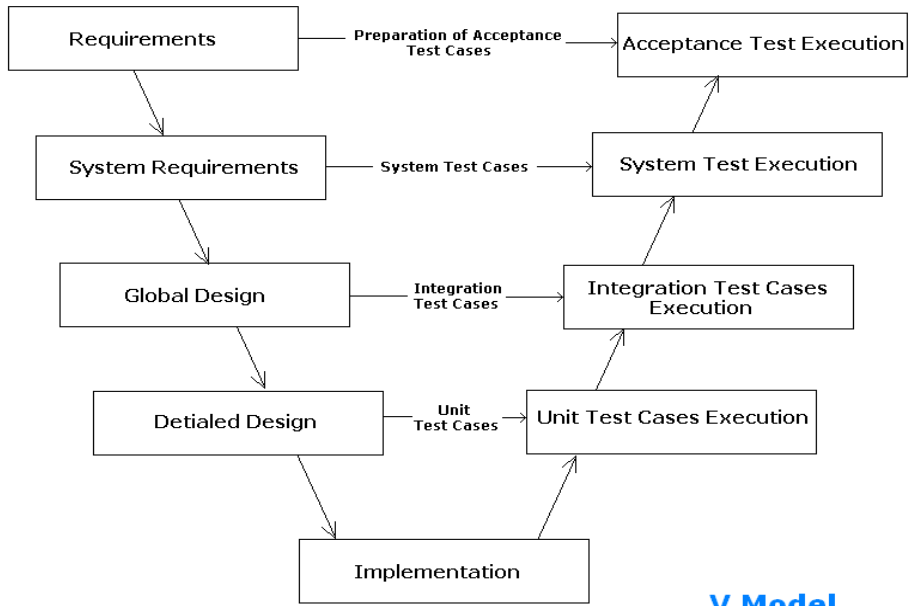 Requirements
Preparation of Acceptance
Test Cases
Acceptance Test Execution
System Requirements
System Test Cases
System Test Execution
Global Design
Integration
Test Cases
Integration Test Cases
Execution
Detialed Design
Unit
Test Cases
Unit Test Cases Execution
Implementation
V Model